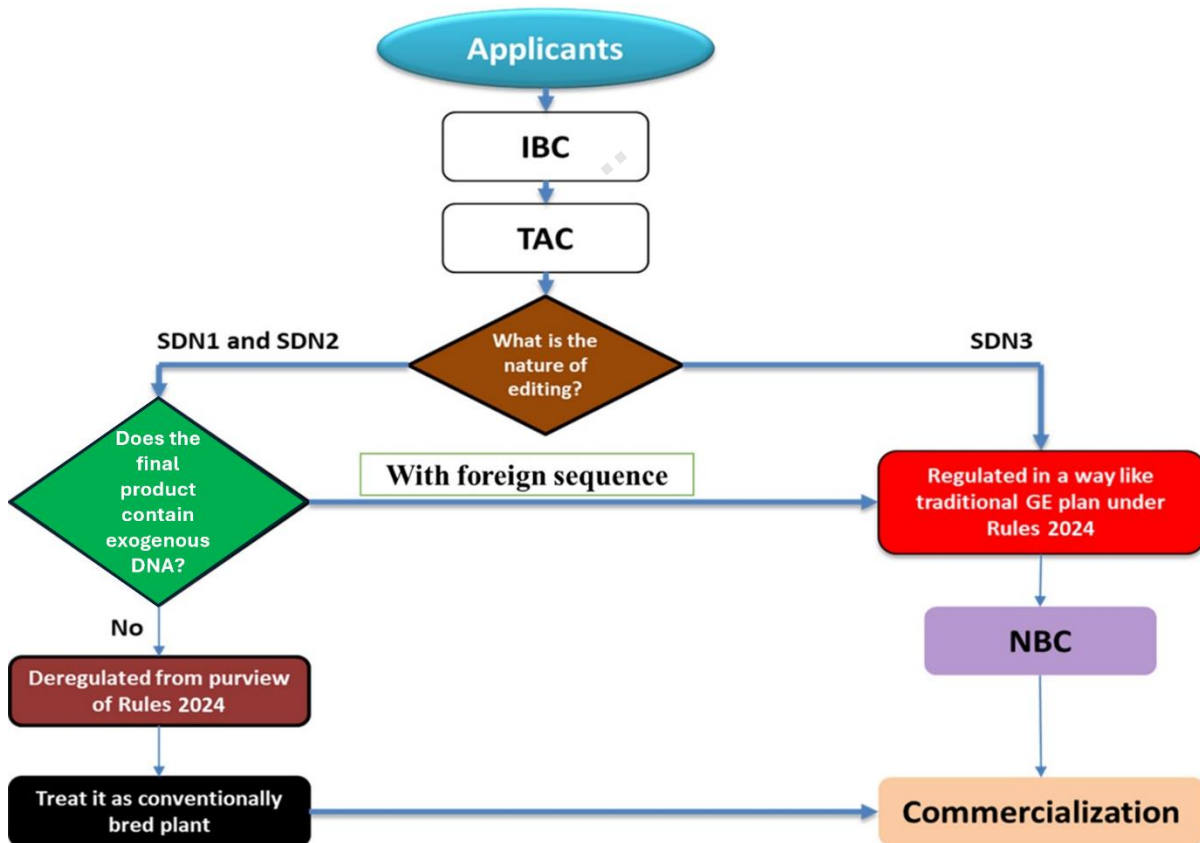 Applicants
IBC
TAC
SDN1 and SDN2
What is the
nature of
editing?
SDN3
Does the
final
product
contain
exogenous
DNA?
With foreign sequence
Regulated in a way like
traditional GE plan under
Rules 2024
No
NBC
Deregulated from purview
of Rules 2024
Treat it as conventionally
bred plant
Commercialization